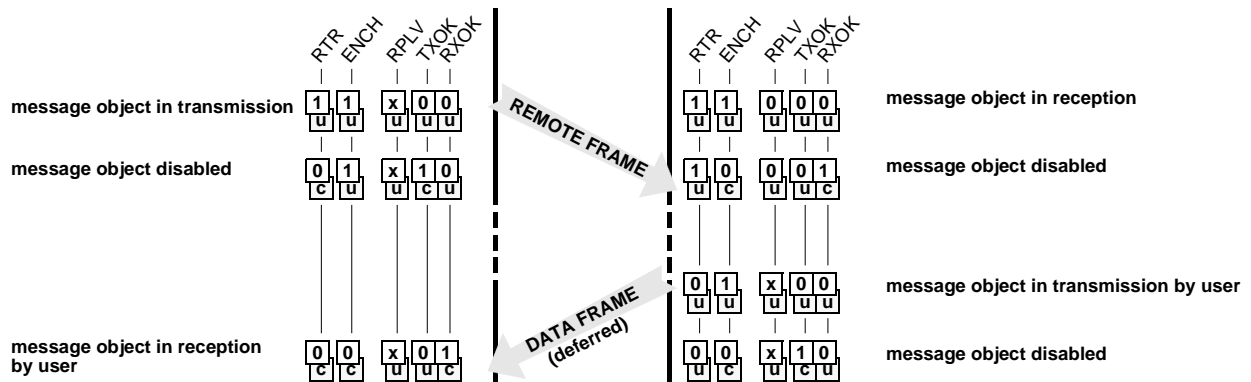 RTR ENCH RPLV TXOK RXOK RTR ENCH RPLV TXOK RXOK
message object in transmission 1 1 x 0 0 REMOTE FRAME 1 1 0 0 0 message object in reception
u u u u u u u u u u
message object disabled 0 1 x 1 0 1 0 0 0 1 message object disabled
c u u c u u c u u c
0 1 x 0 0 message object in transmission by user
u u u u u
DATA FRAME
(deferred)
message object in reception 0 0 x 0 1 0 0 x 1 0 message object disabled
by user c c u u c u c u c u